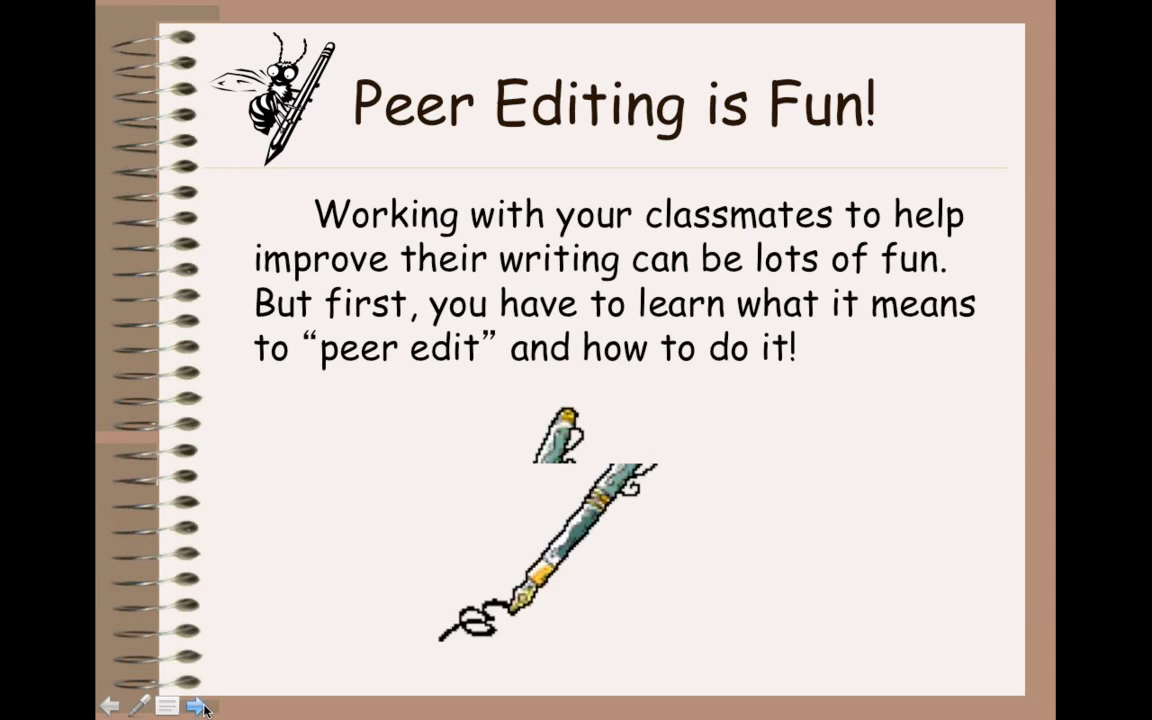 Peer Editing is Fun!
Working with your classmates to help
improve their writing can be lots of fun.
But first, you have to learn what it means
to “peer edit” and how to do it!